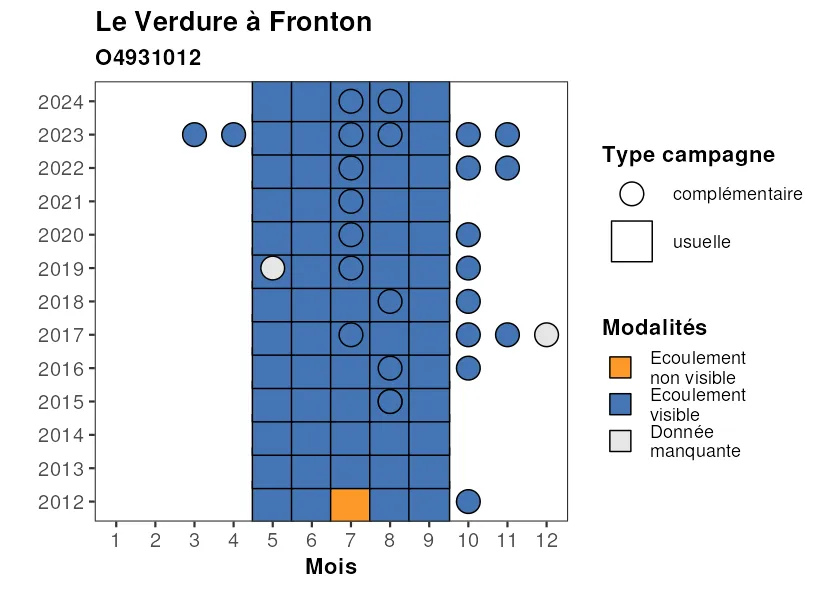 Le Verdure à Fronton
O4931012
2024
2023
2022
2021
2020
2019
2018
2017
2016
2015
2014
2013
2012
1 2 3 4 5 6 7 8 9 10 11 12
Mois
Type campagne
complémentaire
usuelle
Modalités
Ecoulement
non visible
Ecoulement
visible
Donnée
manquante